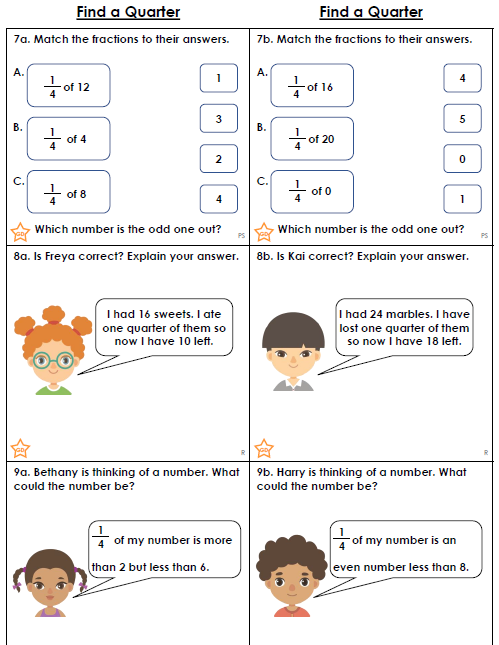 Find a Quarter
7a. Match the fractions to their answers.
A.
1/4 of 12
B.
1/4 of 4
C.
1/4 of 8
1
3
2
4
GD
Which number is the odd one out?
PS
8a. Is Freya correct? Explain your answer.
I had 16 sweets. I ate
one quarter of them so
now I have 10 left.
GD
R
9a. Bethany is thinking of a number. What
could the number be?
1/4 of my number is more
than 2 but less than 6.
Find a Quarter
7b. Match the fractions to their answers.
A.
1/4 of 16
B.
1/4 of 20
C.
1/4 of 0
4
5
0
1
GD
Which number is the odd one out?
PS
8b. Is Kai correct? Explain your answer.
I had 24 marbles. I have
lost one quarter of them
so now I have 18 left.
GD
R
9b. Harry is thinking of a number. What
could the number be?
1/4 of my number is an
even number less than 8.